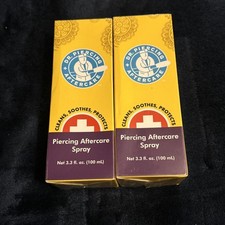 DR PIERCING
AFTERCARE
CLEANS, SOOTHES, PROTECTS
Piercing Aftercare
Spray
Net 3.3 fl. oz. (100 mL)
DR PIERCING
AFTERCARE
CLEANS, SOOTHES, PROTECTS
Piercing Aftercare
Spray
Net 3.3 fl. oz. (100 mL)